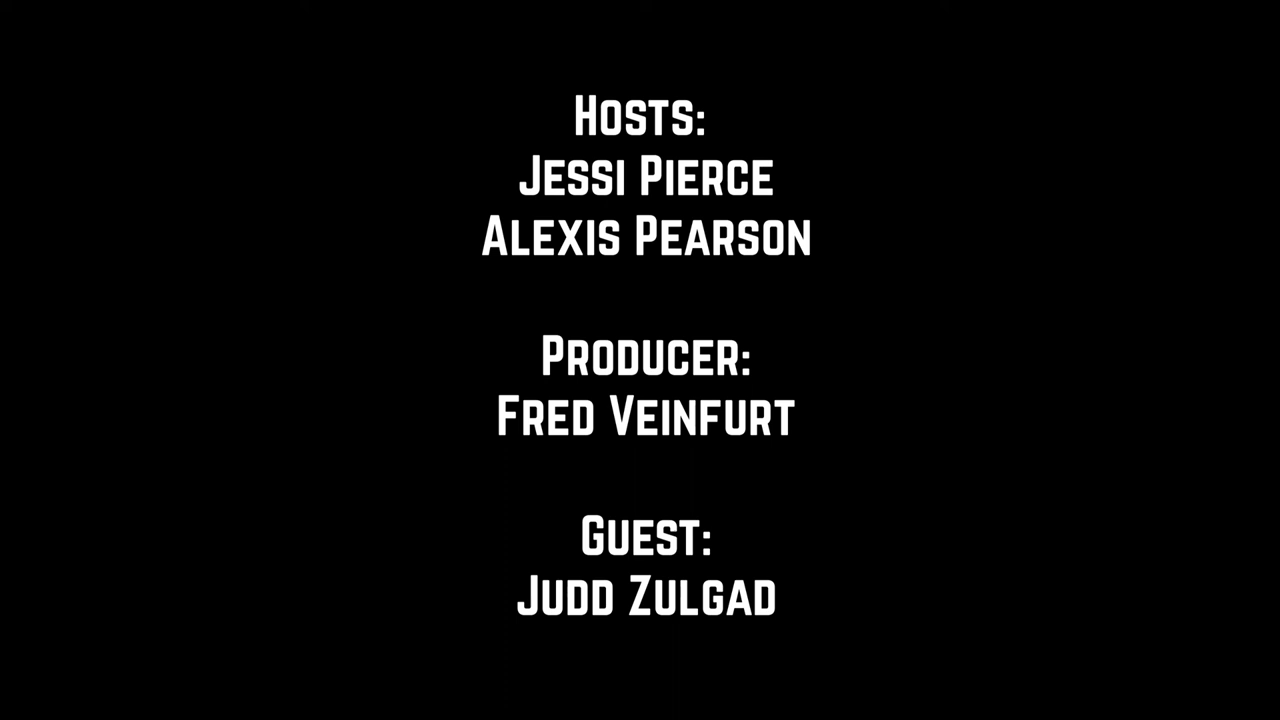 Hosts:
Jessi Pierce
Alexis Pearson
Producer:
Fred Veinfurt
Guest:
Judd Zulgad